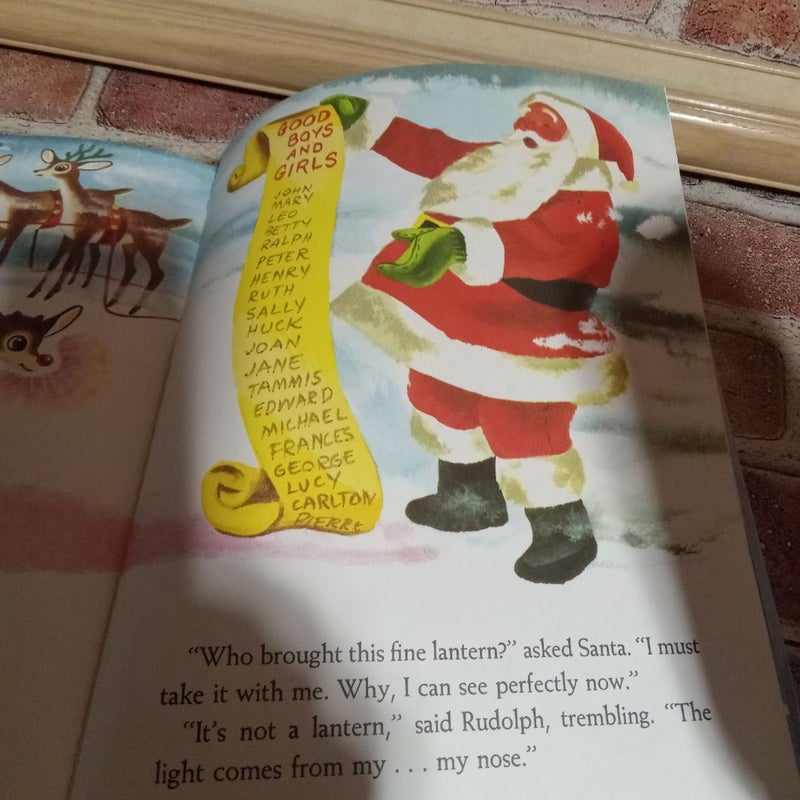 GOOD
BOYS
AND
GIRLS
JOHN
MARY
LEO
BETTY
RALPH
PETER
HENRY
RUTH
SALLY
HUCK
JOAN
JANE
TAMMIS
EDWARD
MICHAEL
FRANCES
GEORGE
LUCY
CARLTON
PIERRE
“Who brought this fine lantern?” asked Santa. “I must
take it with me. Why, I can see perfectly now.”
“It’s not a lantern,” said Rudolph, trembling. “The
light comes from my . . . my nose.”